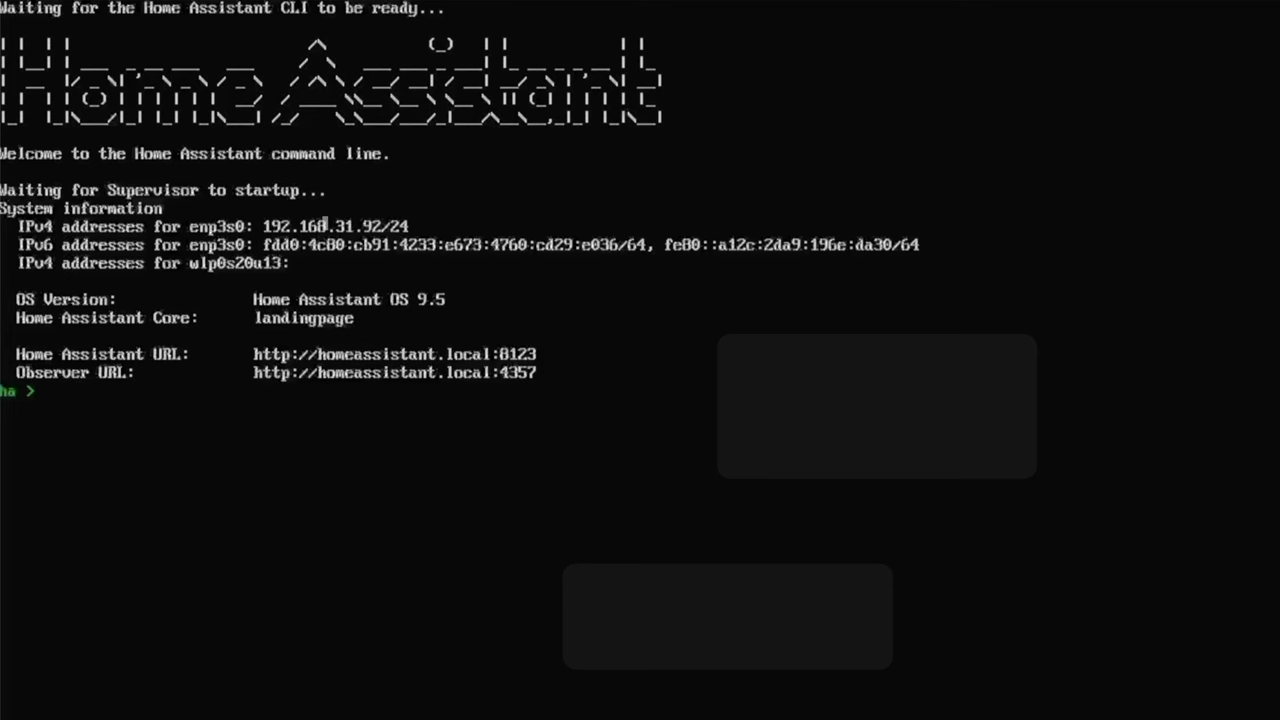 Waiting for the Home Assistant CLI to be ready...
Home Assistant
Welcome to the Home Assistant command line.
Waiting for Supervisor to startup...
System information
IPv4 addresses for enp3s0: 192.168.31.92/24
IPv6 addresses for enp3s0: fdd0:4c80:cb91:4233:e673:4760:cd29:e036/64, fe80::a12c:2da9:196e:da30/64
IPv4 addresses for wlp0s20u13:
OS Version: Home Assistant OS 9.5
Home Assistant Core: landingpage
Home Assistant URL: http://homeassistant.local:8123
Observer URL: http://homeassistant.local:4357
ha >